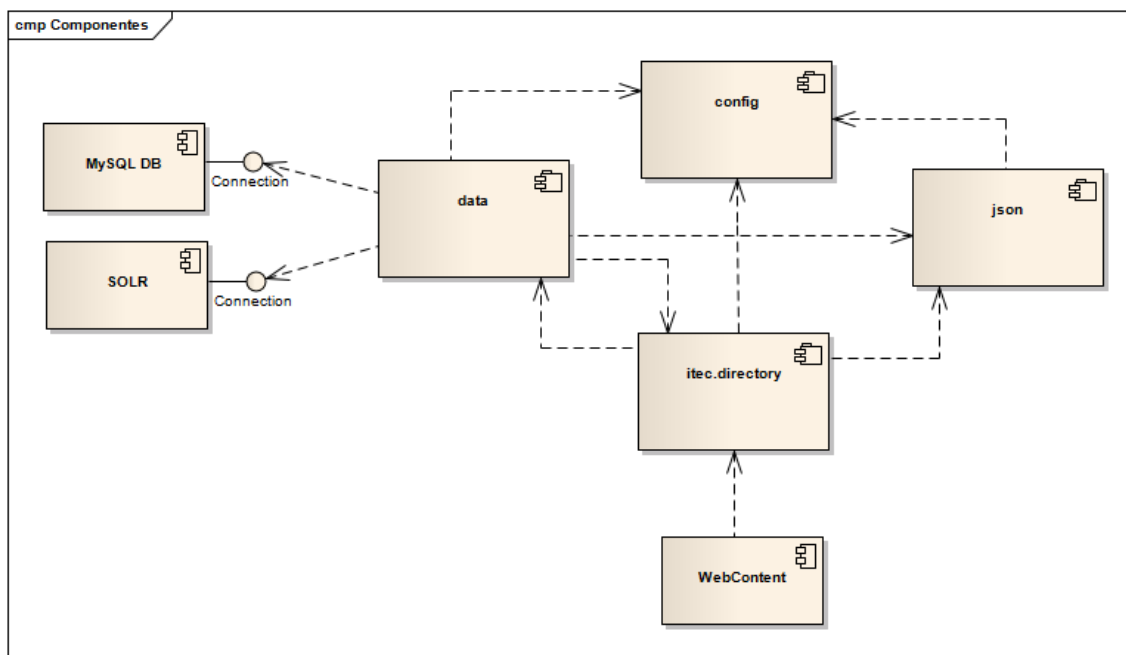 cmp Componentes
config
MySQL DB
Connection
data
json
SOLR
Connection
itec.directory
WebContent